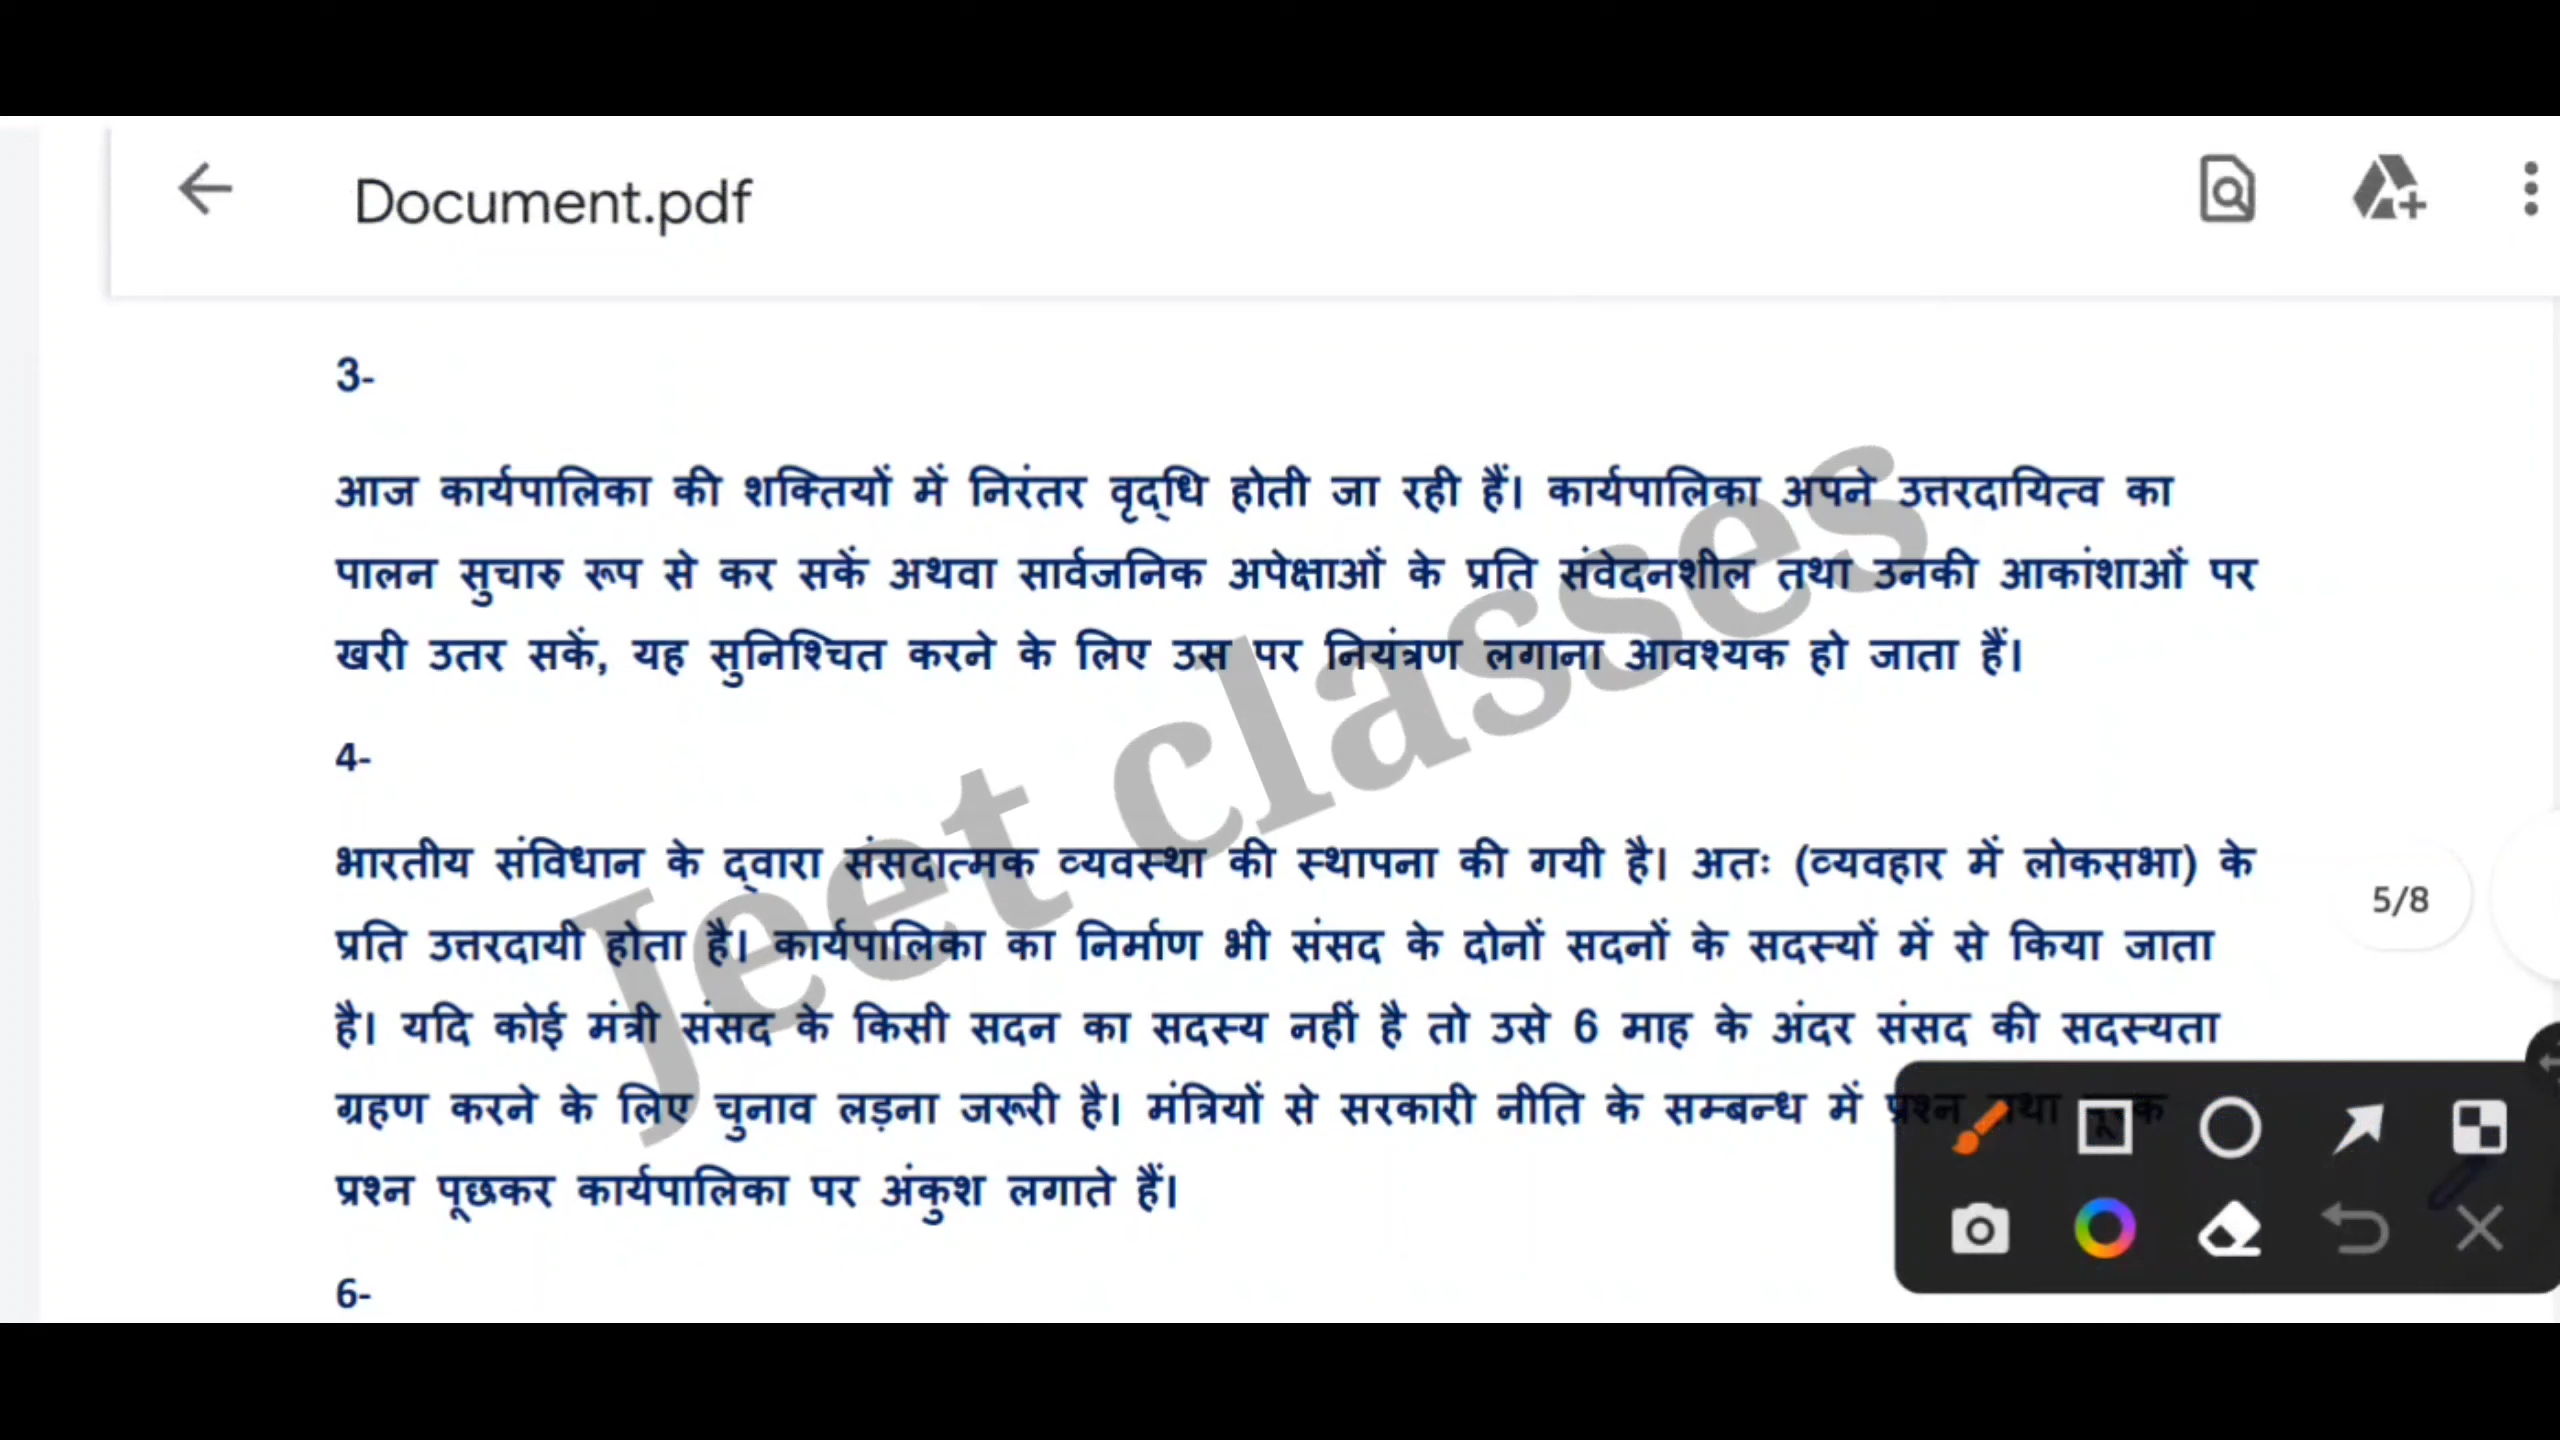 Document.pdf
3-
आज कार्यपालिका की शक्तियों में निरंतर वृद्धि होती जा रही हैं। कार्यपालिका अपने उत्तरदायित्व का
पालन सुचारु रूप से कर सकें अथवा सार्वजनिक अपेक्षाओं के प्रति संवेदनशील तथा उनकी आकांशाओं पर
खरी उतर सकें, यह सुनिश्चित करने के लिए उस पर नियंत्रण लगाना आवश्यक हो जाता हैं।
4-
भारतीय संविधान के द्वारा संसदात्मक व्यवस्था की स्थापना की गयी है। अतः (व्यवहार में लोकसभा) के
प्रति उत्तरदायी होता है। कार्यपालिका का निर्माण भी संसद के दोनों सदनों के सदस्यों में से किया जाता
है। यदि कोई मंत्री संसद के किसी सदन का सदस्य नहीं है तो उसे 6 माह के अंदर संसद की सदस्यता
ग्रहण करने के लिए चुनाव लड़ना जरूरी है। मंत्रियों से सरकारी नीति के सम्बन्ध में प्रश्न तथा
प्रश्न पूछकर कार्यपालिका पर अंकुश लगाते हैं।
6-
Jeet classes
5/8